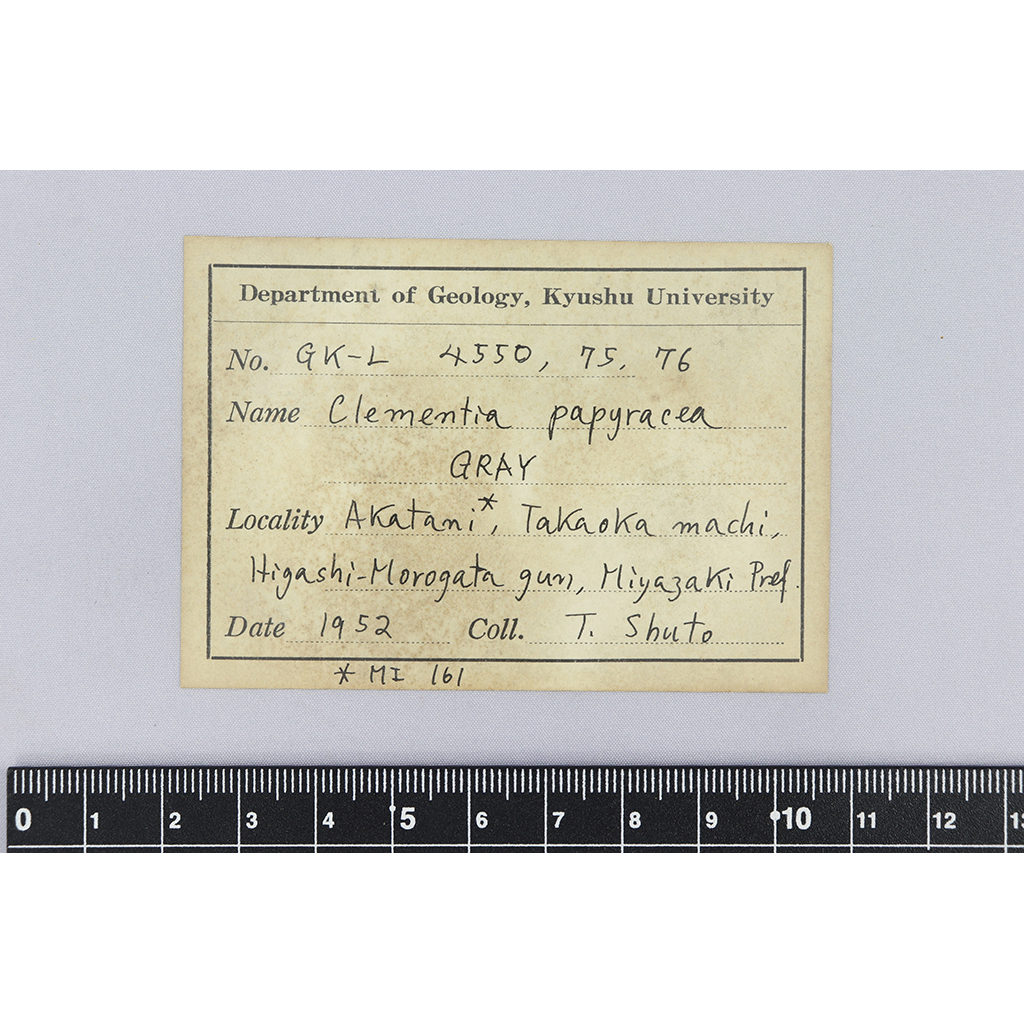 Department of Geology, Kyushu University
No. GK-L 4550, 75, 76
Name Clementia papyracea
GRAY
Locality Akatani*, Takaoka machi,
Higashi-Morogata gun, Miyazaki Pref.
Date 1952 Coll. T. Shuto
* MI 161
0 1 2 3 4 5 6 7 8 9 10 11 12 13